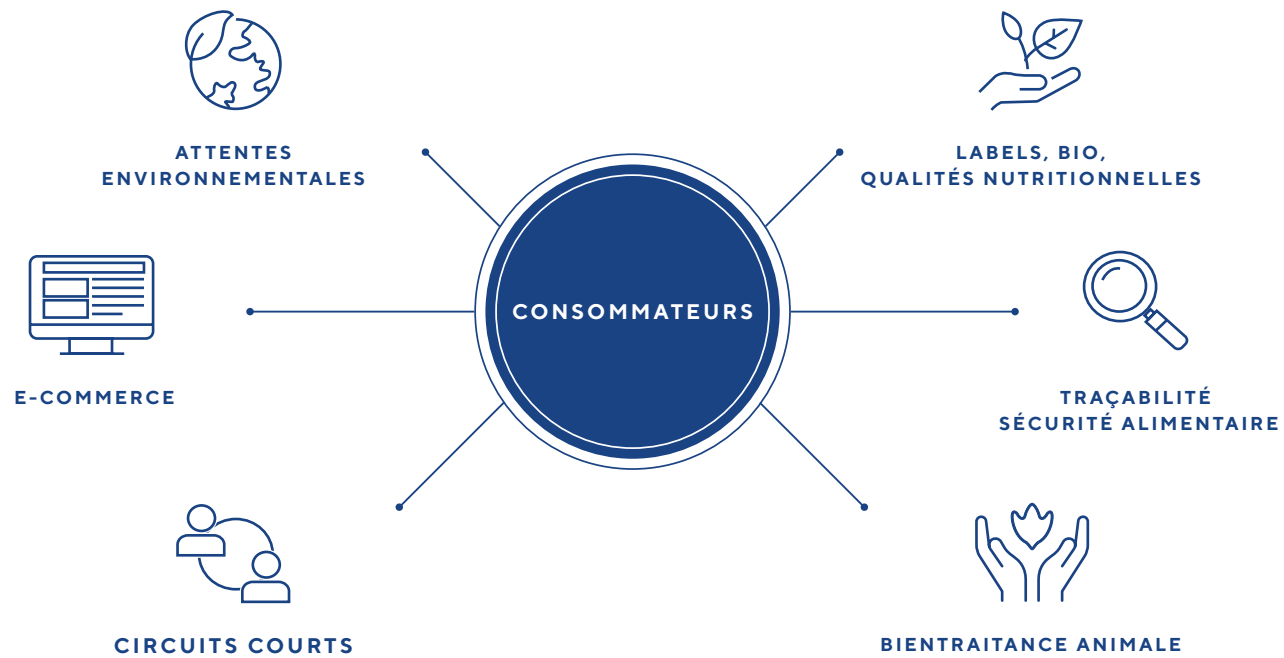 ATTENTES
ENVIRONNEMENTALES
LABELS, BIO,
QUALITÉS NUTRITIONNELLES
CONSOMMATEURS
E-COMMERCE
TRAÇABILITÉ
SÉCURITÉ ALIMENTAIRE
CIRCUITS COURTS
BIENTRAITANCE ANIMALE